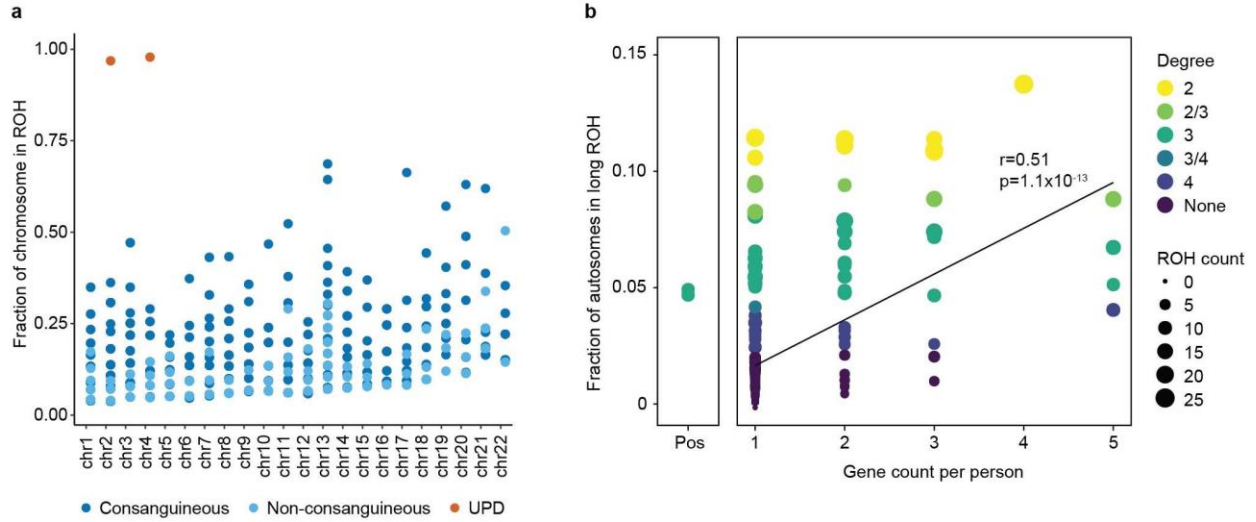 a
Fraction of chromosome in ROH
1.00
0.75
0.50
0.25
0.00
chr1
chr2
chr3
chr4
chr5
chr6
chr7
chr8
chr9
chr10
chr11
chr12
chr13
chr14
chr15
chr16
chr17
chr18
chr19
chr20
chr21
chr22
Consanguineous Non-consanguineous UPD
b
Fraction of autosomes in long ROH
0.15
0.10
0.05
0
r=0.51
p=1.1x10⁻¹³
Pos
1 2 3 4 5
Gene count per person
Degree
2
2/3
3
3/4
4
None
ROH count
0
5
10
15
20
25